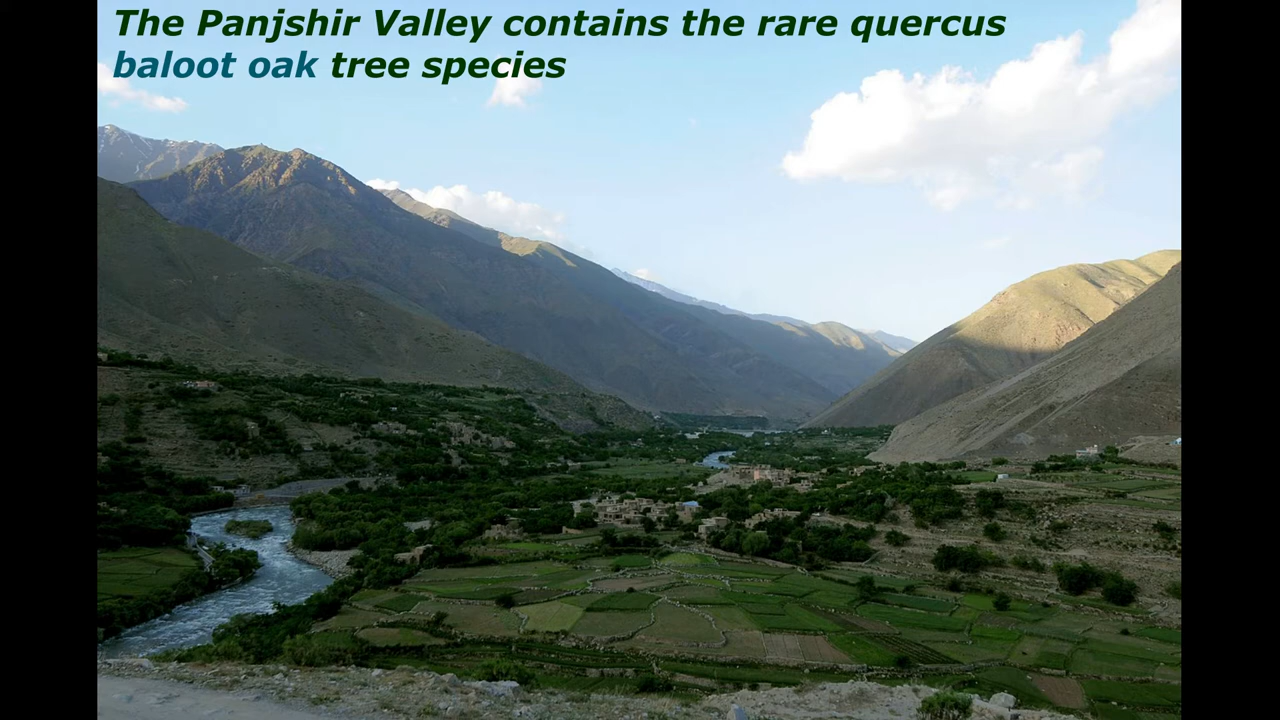 The Panjshir Valley contains the rare quercus
baloot oak tree species